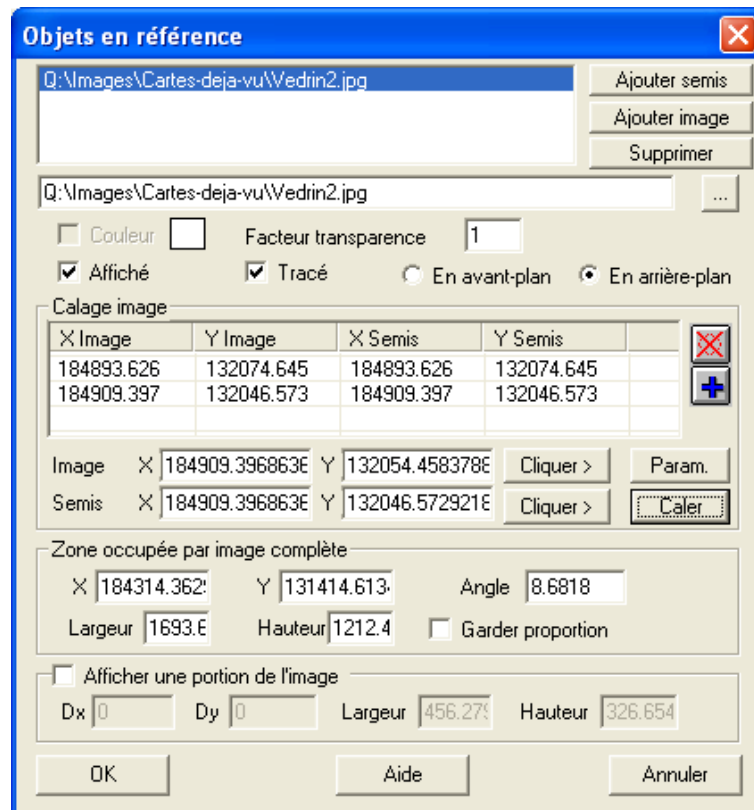 Objets en référence
Q:\Images\Cartes-deja-vu\Vedrin2.jpg
Ajouter semis
Ajouter image
Supprimer
Q:\Images\Cartes-deja-vu\Vedrin2.jpg ...
Couleur Facteur transparence 1
Affiché Tracé En avant-plan En arrière-plan
Calage image
X Image Y Image X Semis Y Semis
184893.626 132074.645 184893.626 132074.645
184909.397 132046.573 184909.397 132046.573
Image X 184909.3968636 Y 132054.4583788 Cliquer > Param.
Semis X 184909.3968636 Y 132046.5729218 Cliquer > Caler
Zone occupée par image complète
X 184314.362 Y 131414.613 Angle 8.6818
Largeur 1693.6 Hauteur 1212.4 Garder proportion
Afficher une portion de l'image
Dx 0 Dy 0 Largeur 456.279 Hauteur 326.654
OK Aide Annuler